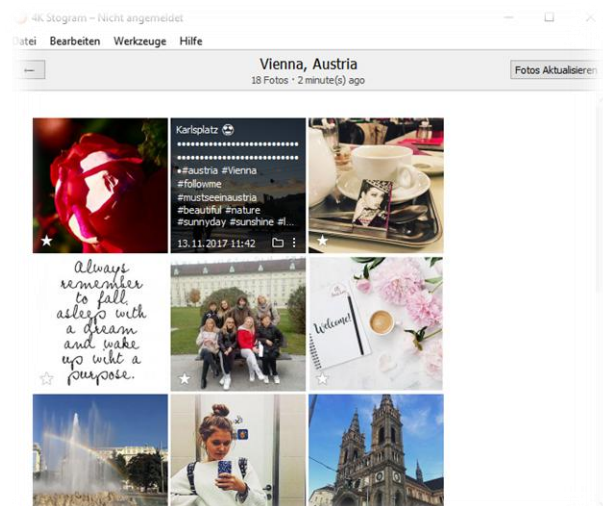 4K Stogram – Nicht angemeldet
Datei Bearbeiten Werkzeuge Hilfe
Vienna, Austria
18 Fotos · 2 minute(s) ago
Fotos Aktualisieren
Karlsplatz 😍
•#austria #Vienna
#followme
#mustseeinaustria
#beautiful #nature
#sunnyday #sunshine #l...
13.11.2017 11:42
always
remember
to fall
asleep with
a dream
and wake
up wiht a
purpose.
Welcome!